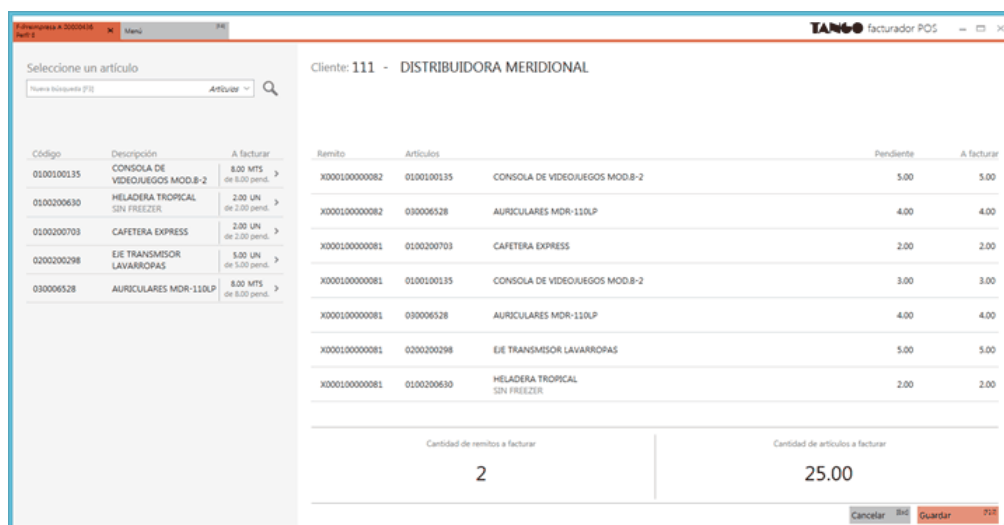 F-Preimpresa A 00000436
Perfil 0
Menú
TANGO facturador POS
Seleccione un artículo
Nueva búsqueda [F3] Artículos
Cliente: 111 - DISTRIBUIDORA MERIDIONAL
Código Descripción A facturar
0100100135 CONSOLA DE VIDEOJUEGOS MOD.B-2 8.00 MTS de 8.00 pend.
0100200630 HELADERA TROPICAL SIN FREEZER 2.00 UN de 2.00 pend.
0100200703 CAFETERA EXPRESS 2.00 UN de 2.00 pend.
0200200298 EJE TRANSMISOR LAVARROPAS 5.00 UN de 5.00 pend.
030006528 AURICULARES MDR-110LP 8.00 MTS de 8.00 pend.
Remito Artículos Pendiente A facturar
X000100000082 0100100135 CONSOLA DE VIDEOJUEGOS MOD.B-2 5.00 5.00
X000100000082 030006528 AURICULARES MDR-110LP 4.00 4.00
X000100000081 0100200703 CAFETERA EXPRESS 2.00 2.00
X000100000081 0100100135 CONSOLA DE VIDEOJUEGOS MOD.B-2 3.00 3.00
X000100000081 030006528 AURICULARES MDR-110LP 4.00 4.00
X000100000081 0200200298 EJE TRANSMISOR LAVARROPAS 5.00 5.00
X000100000081 0100200630 HELADERA TROPICAL 2.00 2.00
SIN FREEZER
Cantidad de remitos a facturar Cantidad de artículos a facturar
2 25.00
Cancelar Guardar